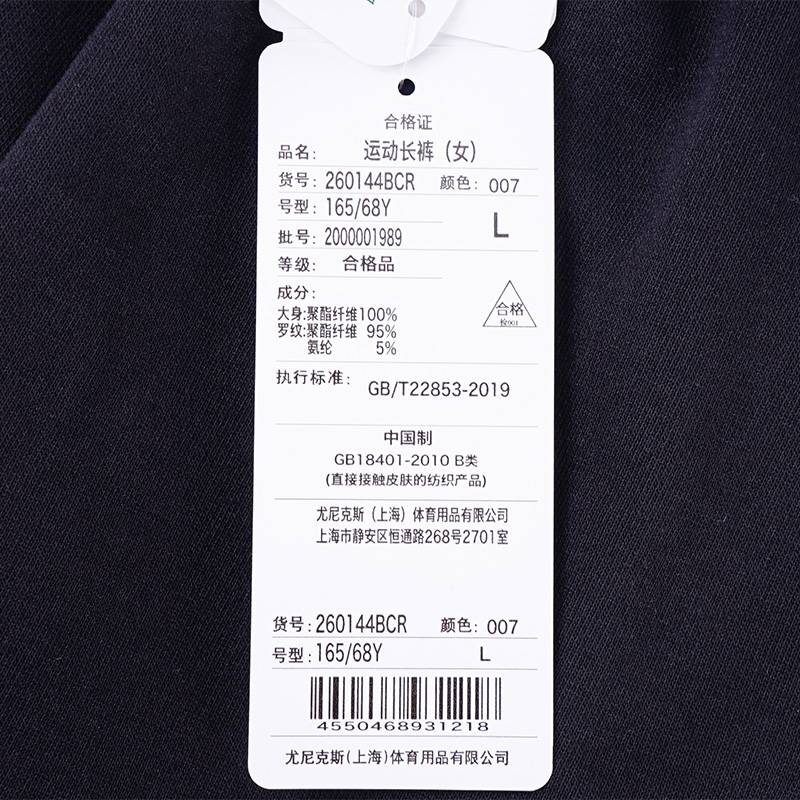 合格证
品名: 运动长裤（女）
货号: 260144BCR 颜色: 007
号型: 165/68Y
L
批号: 2000001989
等级: 合格品
成分:
合格
检901
大身:聚酯纤维100%
罗纹:聚酯纤维 95%
氨纶 5%
执行标准: GB/T22853-2019
中国制
GB18401-2010 B类
(直接接触皮肤的纺织产品)
尤尼克斯（上海）体育用品有限公司
上海市静安区恒通路268号2701室
货号: 260144BCR 颜色: 007
号型: 165/68Y L
4550468931218
尤尼克斯(上海)体育用品有限公司